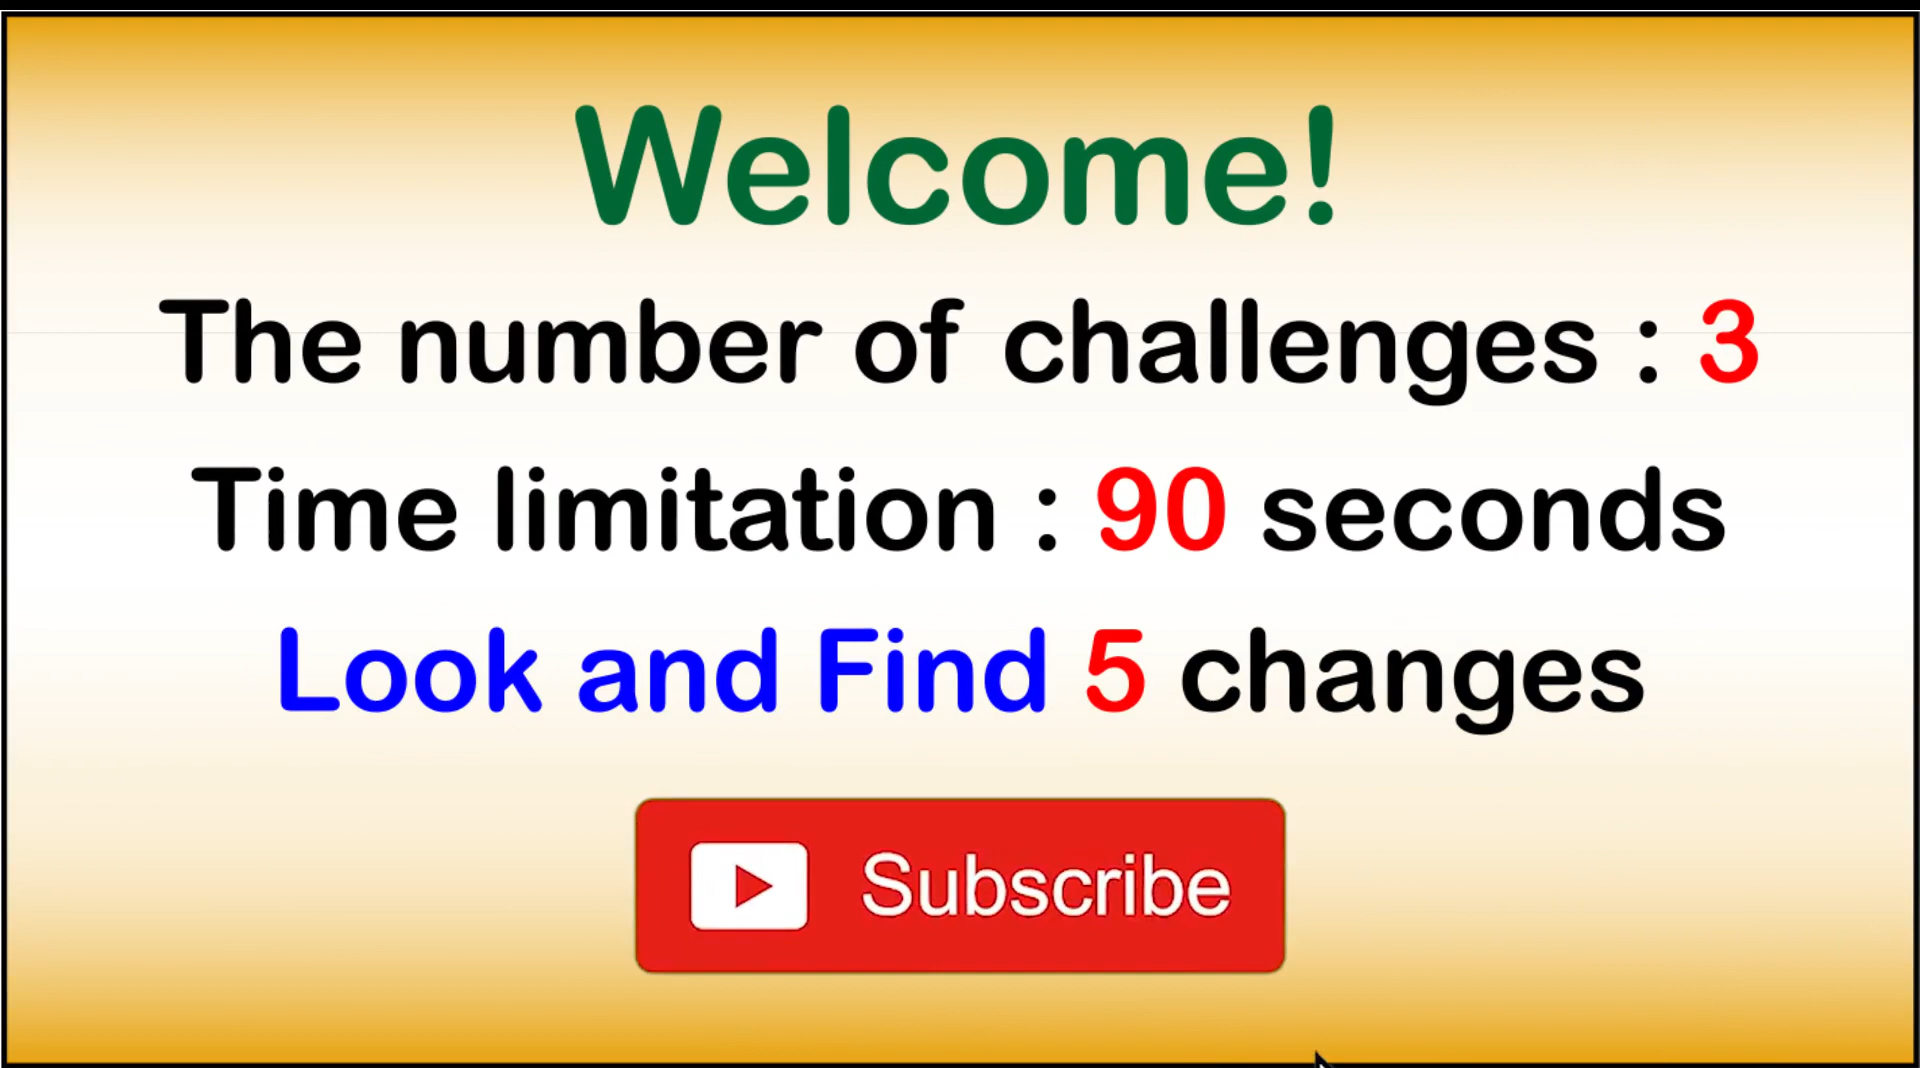 Welcome!
The number of challenges : 3
Time limitation : 90 seconds
Look and Find 5 changes
Subscribe